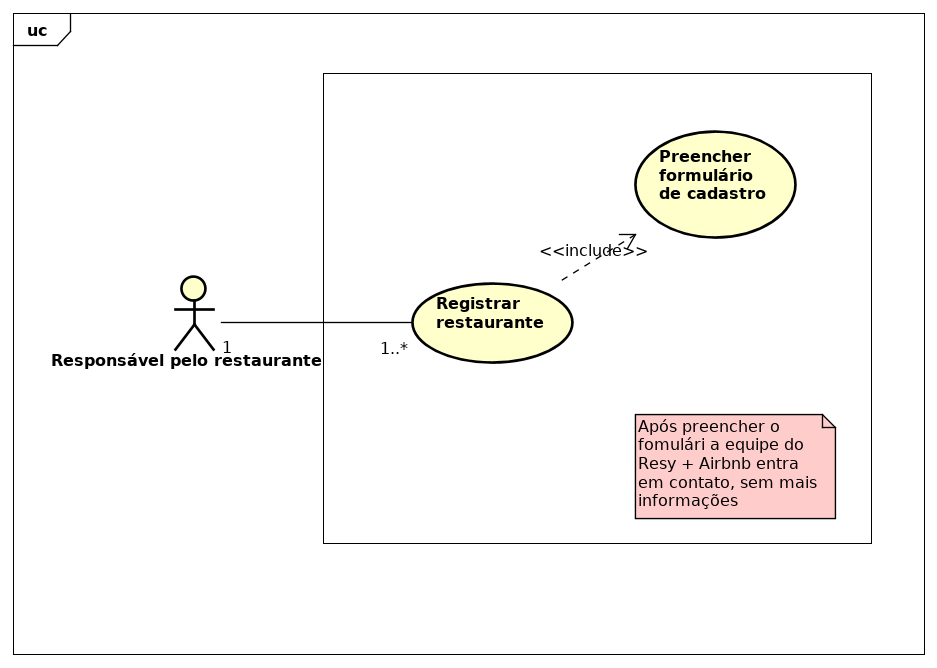 uc
Preencher
formulário
de cadastro
<<include>>
Registrar
restaurante
1
1..*
Responsável pelo restaurante
Após preencher o
fomulári a equipe do
Resy + Airbnb entra
em contato, sem mais
informações